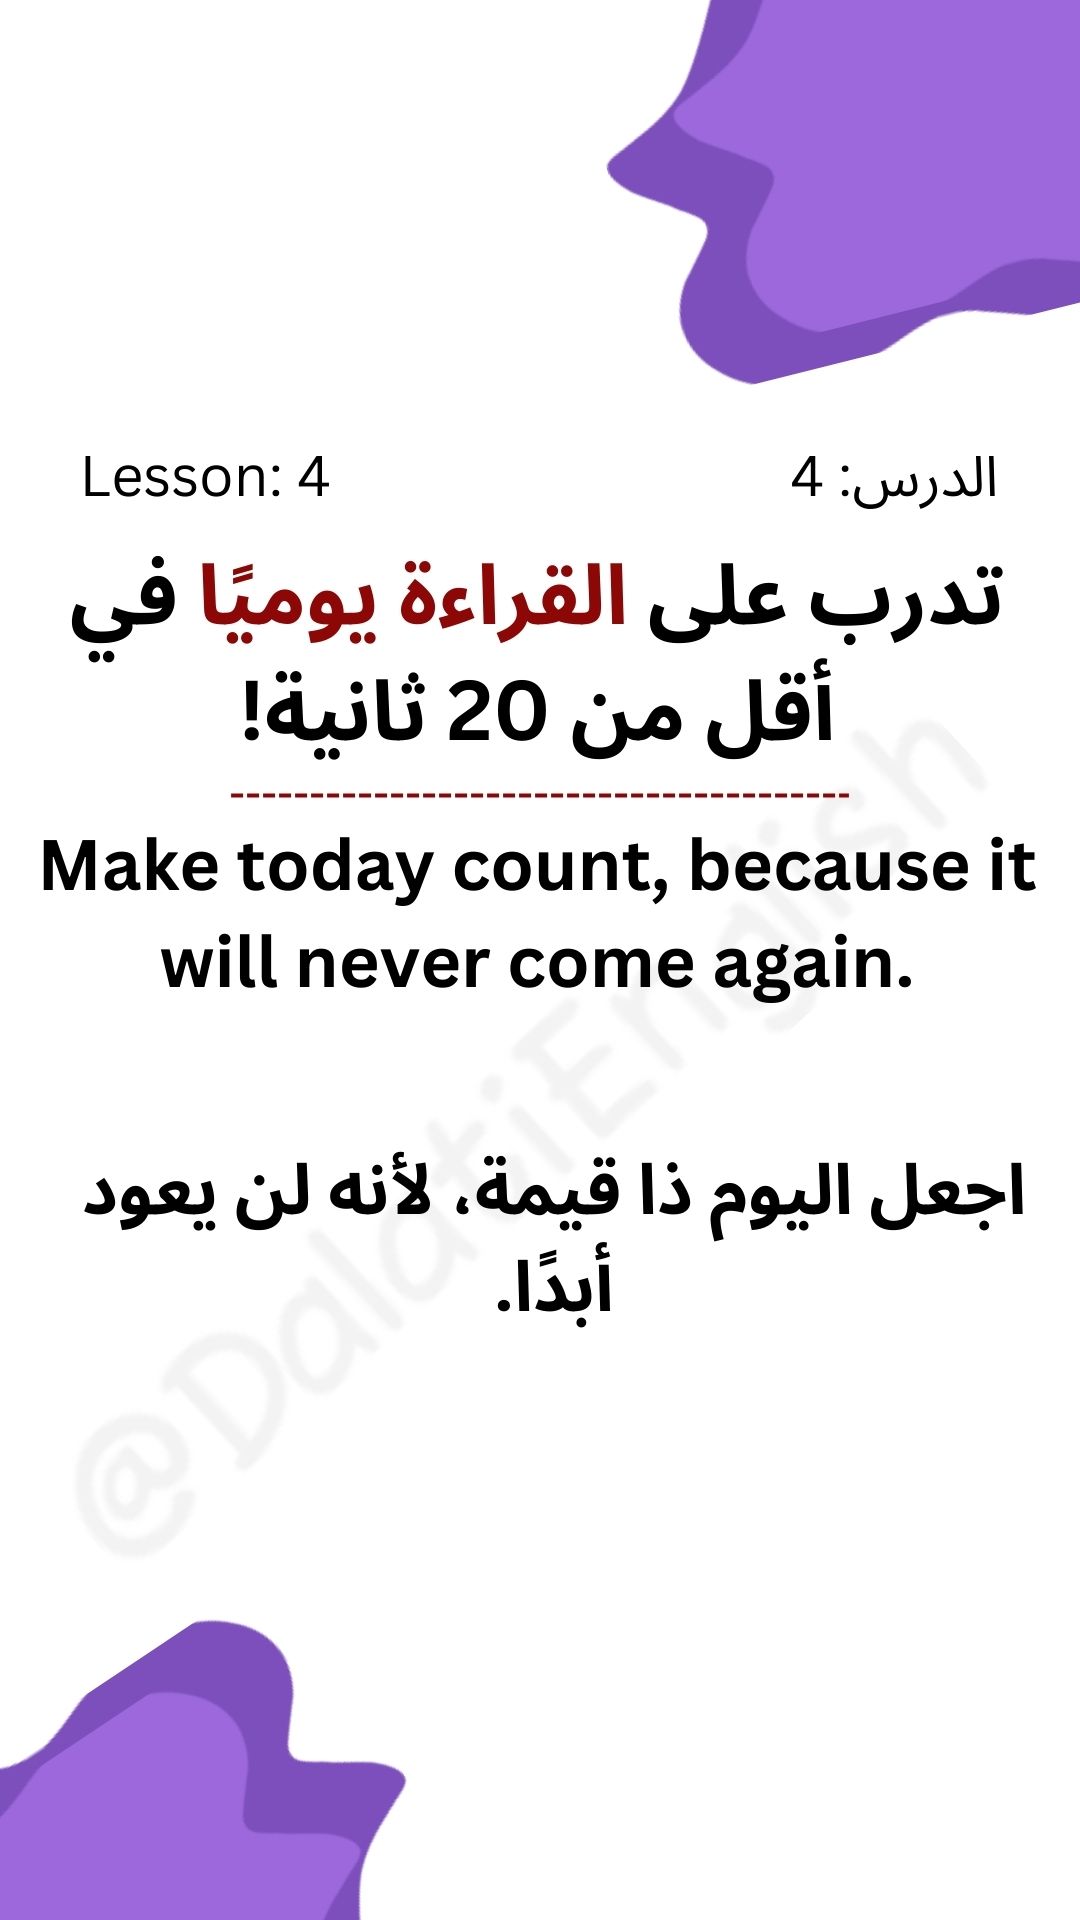 Lesson: 4
الدرس: 4
تدرب على القراءة يوميًا في
أقل من 20 ثانية!
---------------------------------------
Make today count, because it
will never come again.
اجعل اليوم ذا قيمة، لأنه لن يعود
أبدًا.
@DalatiEnglish